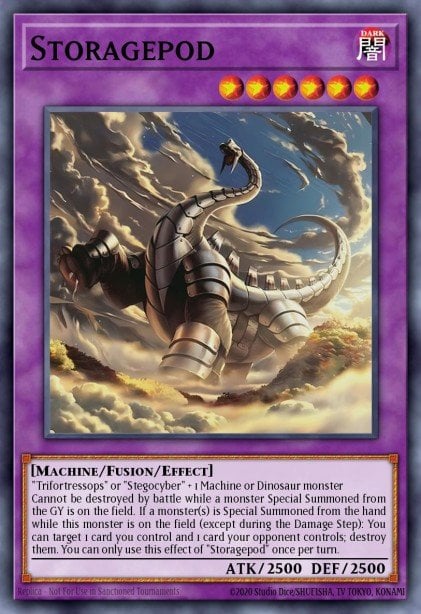 STORAGEPOD
DARK
闇
[MACHINE/FUSION/EFFECT]
"Trifortressops" or "Stegocyber" + 1 Machine or Dinosaur monster
Cannot be destroyed by battle while a monster Special Summoned from
the GY is on the field. If a monster(s) is Special Summoned from the hand
while this monster is on the field (except during the Damage Step): You
can target 1 card you control and 1 card your opponent controls; destroy
them. You can only use this effect of "Storagepod" once per turn.
ATK/2500 DEF/2500
Replica - Not For Use in Sanctioned Tournaments
©2020 Studio Dice/SHUEISHA, TV TOKYO, KONAMI